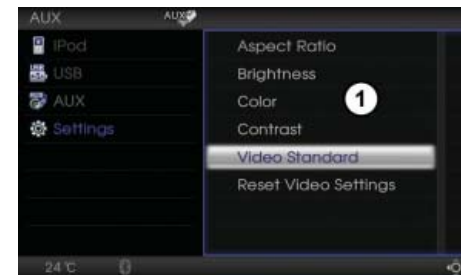 AUX AUX
iPod
USB
AUX
Settings
Aspect Ratio
Brightness
Color
1
Contrast
Video Standard
Reset Video Settings
24 °C